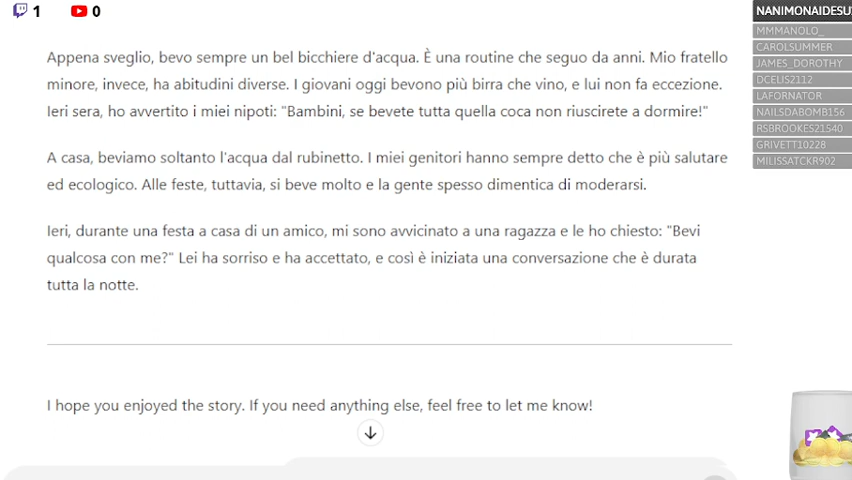 1 0
NANIMONAIDESU
MMMANOLO_
CAROLSUMMER
JAMES_DOROTHY
DCELIS2112
LAFORNATOR
NAILSDABOMB156
RSBROOKES21540
GRIVETT10228
MILISSATCKR902
Appena sveglio, bevo sempre un bel bicchiere d'acqua. È una routine che seguo da anni. Mio fratello
minore, invece, ha abitudini diverse. I giovani oggi bevono più birra che vino, e lui non fa eccezione.
Ieri sera, ho avvertito i miei nipoti: "Bambini, se bevete tutta quella coca non riuscirete a dormire!"
A casa, beviamo soltanto l'acqua dal rubinetto. I miei genitori hanno sempre detto che è più salutare
ed ecologico. Alle feste, tuttavia, si beve molto e la gente spesso dimentica di moderarsi.
Ieri, durante una festa a casa di un amico, mi sono avvicinato a una ragazza e le ho chiesto: "Bevi
qualcosa con me?" Lei ha sorriso e ha accettato, e così è iniziata una conversazione che è durata
tutta la notte.
I hope you enjoyed the story. If you need anything else, feel free to let me know!